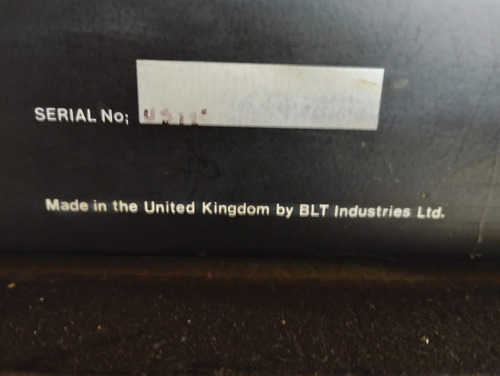 SERIAL No;
Made in the United Kingdom by BLT Industries Ltd.